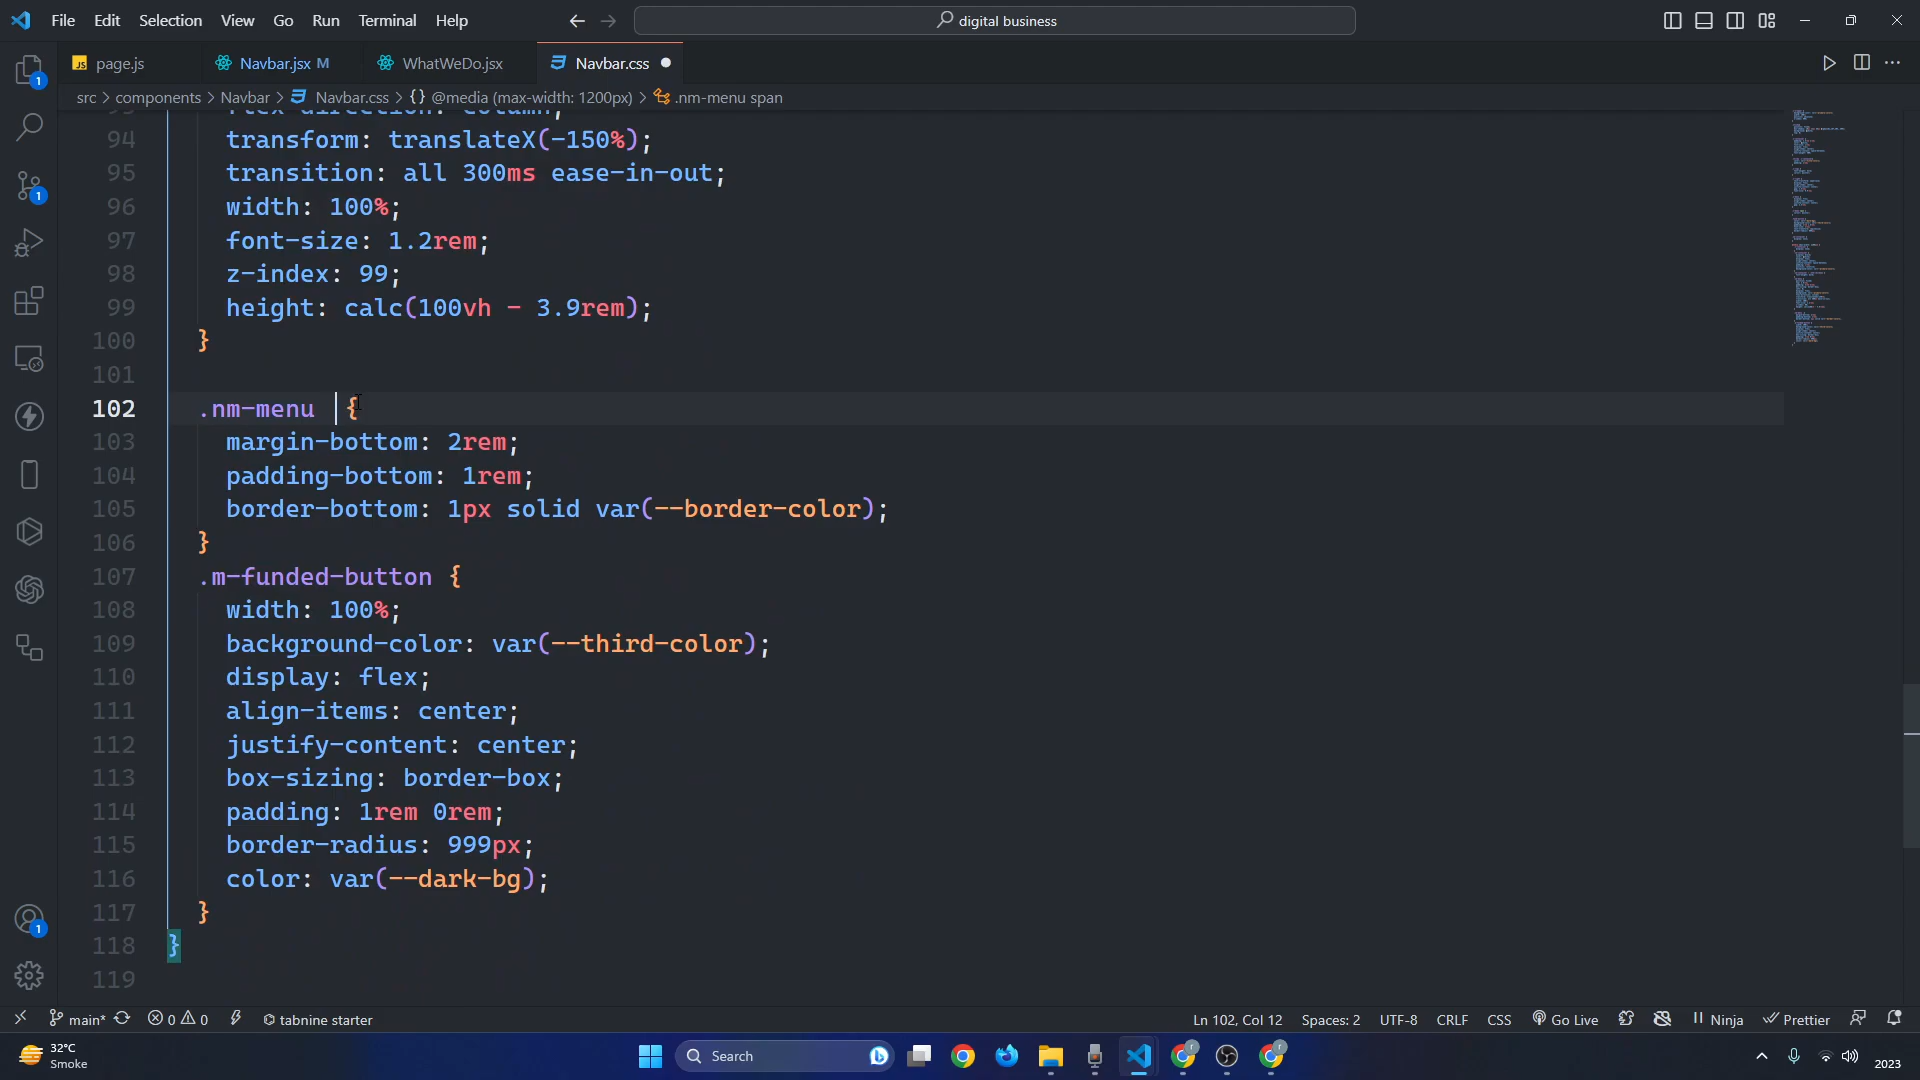 File Edit Selection View Go Run Terminal Help digital business
page.js Navbar.jsx M WhatWeDo.jsx Navbar.css
src > components > Navbar > Navbar.css > {} @media (max-width: 1200px) > .nm-menu span
94 transform: translateX(-150%);
95 transition: all 300ms ease-in-out;
96 width: 100%;
97 font-size: 1.2rem;
98 z-index: 99;
99 height: calc(100vh - 3.9rem);
100 }
101
102 .nm-menu {
103 margin-bottom: 2rem;
104 padding-bottom: 1rem;
105 border-bottom: 1px solid var(--border-color);
106 }
107 .m-funded-button {
108 width: 100%;
109 background-color: var(--third-color);
110 display: flex;
111 align-items: center;
112 justify-content: center;
113 box-sizing: border-box;
114 padding: 1rem 0rem;
115 border-radius: 999px;
116 color: var(--dark-bg);
117 }
118 }
119
main* 0 0 tabnine starter Ln 102, Col 12 Spaces: 2 UTF-8 CRLF CSS Go Live Ninja Prettier
32°C
Smoke
Search
2023